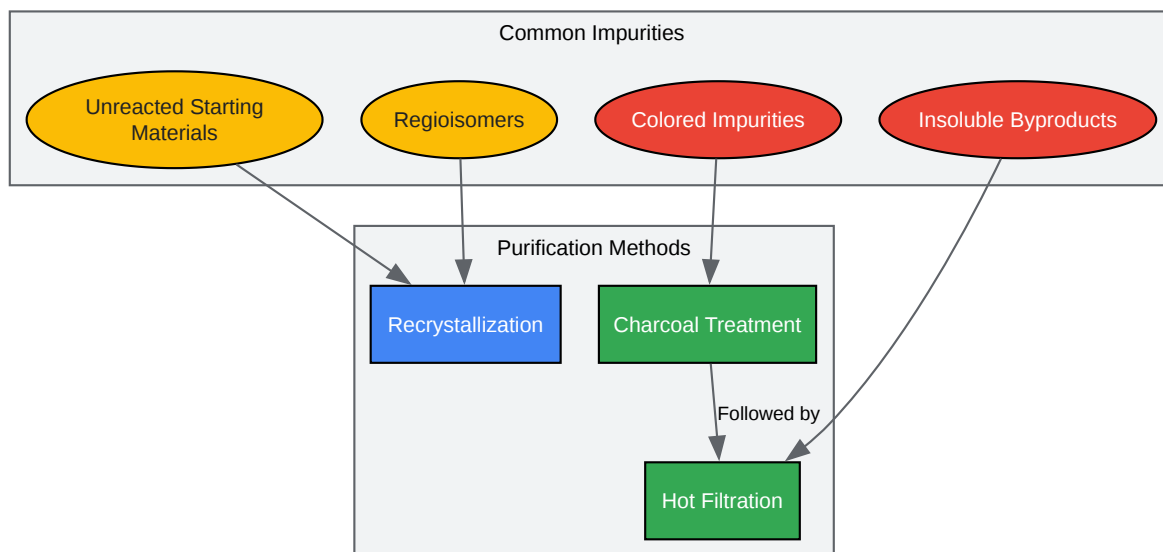 Common Impurities
Unreacted Starting
Materials
Regioisomers
Colored Impurities
Insoluble Byproducts
Purification Methods
Recrystallization
Charcoal Treatment
Followed by
Hot Filtration